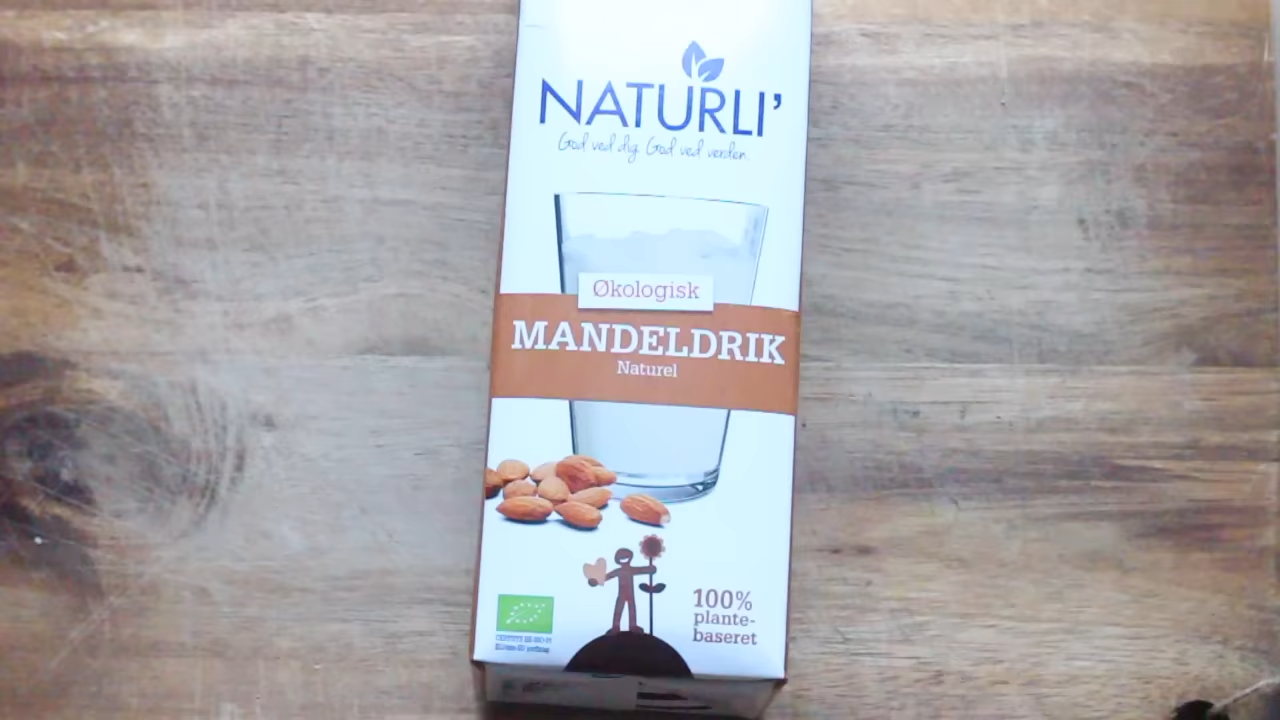 NATURLI'
God ved dig. God ved verden.
Økologisk
MANDELDRIK
Naturel
100%
plante-
baseret